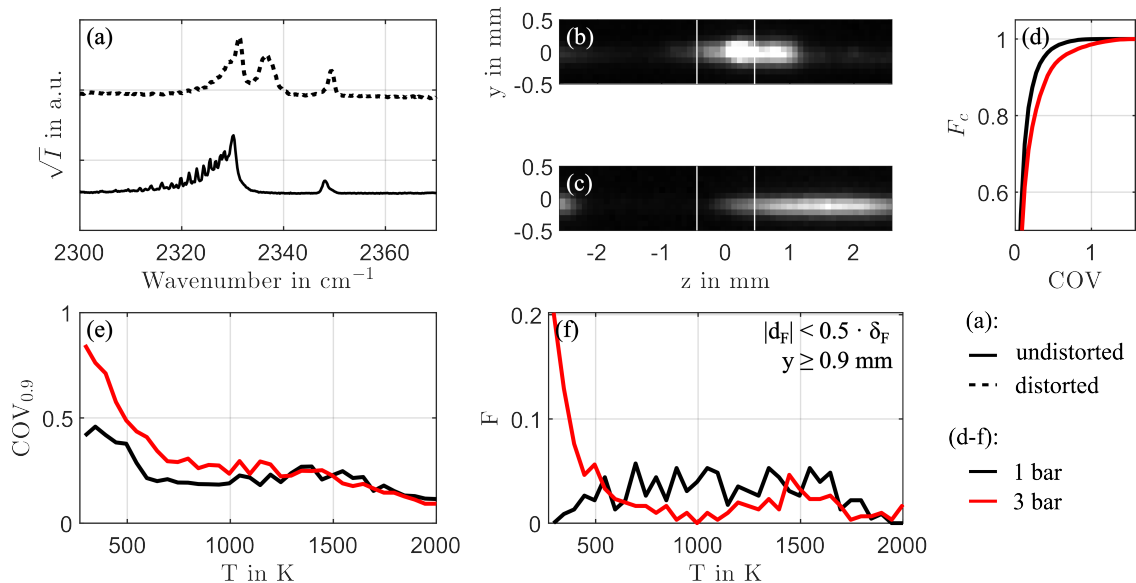 (a)
√I in a.u.
2300 2320 2340 2360
Wavenumber in cm⁻¹
(b)
y in mm
0.5
0
-0.5
(c)
0.5
0
-0.5
-2 -1 0 1 2
z in mm
(d)
F_c
1
0.8
0.6
0 1
COV
(e)
COV₀.₉
1
0.5
0
500 1000 1500 2000
T in K
(f)
|d_F| < 0.5 · δ_F
y ≥ 0.9 mm
F
0.2
0.1
0
500 1000 1500 2000
T in K
(a):
undistorted
distorted
(d-f):
1 bar
3 bar